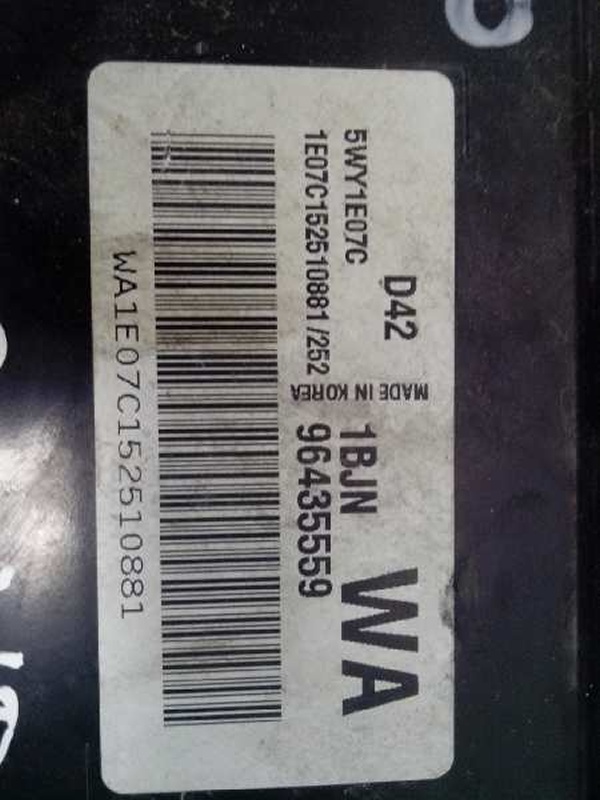 D42
5WY1E07C
1E07C152510881 /252
MADE IN KOREA
WA
1BJN
96435559
WA1E07C152510881